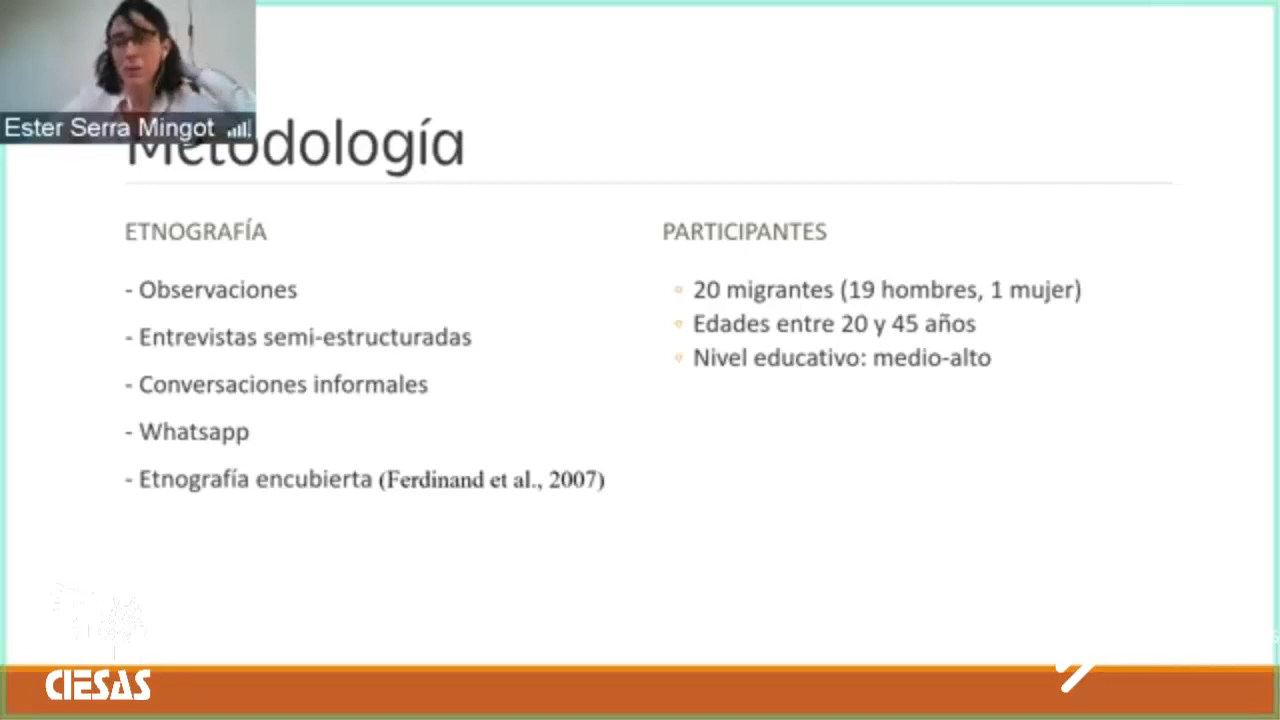 Ester Serra Mingot
Metodología
ETNOGRAFÍA
- Observaciones
- Entrevistas semi-estructuradas
- Conversaciones informales
- Whatsapp
- Etnografía encubierta (Ferdinand et al., 2007)
PARTICIPANTES
20 migrantes (19 hombres, 1 mujer)
Edades entre 20 y 45 años
Nivel educativo: medio-alto
CIESAS